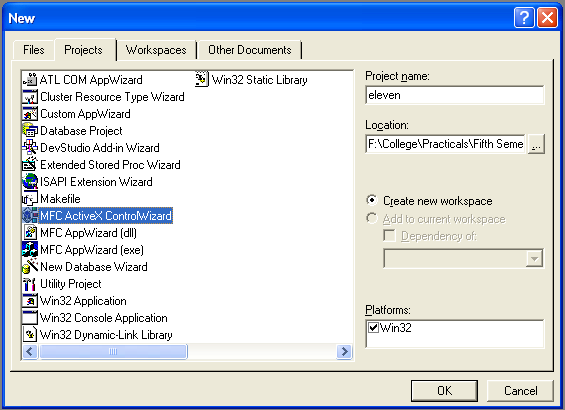 New
Files
Projects
Workspaces
Other Documents
ATL COM AppWizard
Cluster Resource Type Wizard
Custom AppWizard
Database Project
DevStudio Add-in Wizard
Extended Stored Proc Wizard
ISAPI Extension Wizard
Makefile
MFC ActiveX ControlWizard
MFC AppWizard (dll)
MFC AppWizard (exe)
New Database Wizard
Utility Project
Win32 Application
Win32 Console Application
Win32 Dynamic-Link Library
Win32 Static Library
Project name:
eleven
Location:
F:\College\Practicals\Fifth Seme
...
Create new workspace
Add to current workspace
Dependency of:
Platforms:
Win32
OK
Cancel